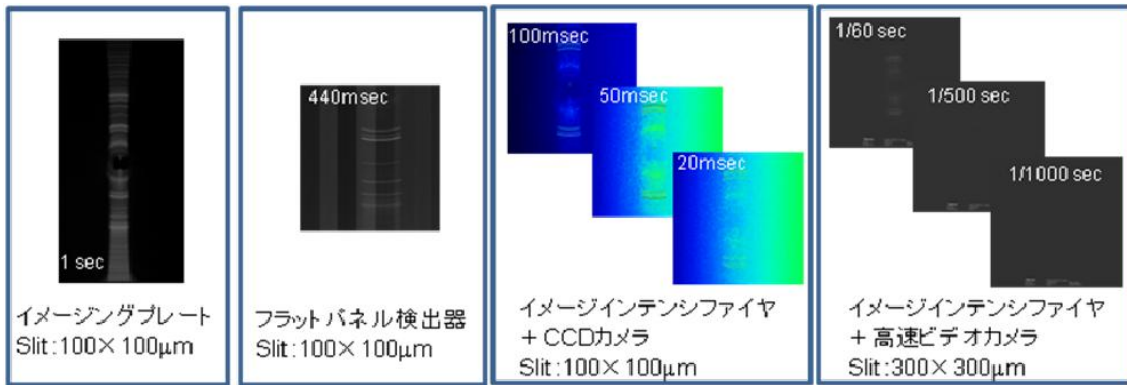 1 sec
イメージングプレート
Slit:100×100μm
440msec
フラットパネル検出器
Slit:100×100μm
100msec
50msec
20msec
イメージインテンシファイヤ
+ CCDカメラ
Slit:100×100μm
1/60 sec
1/500 sec
1/1000 sec
イメージインテンシファイヤ
+ 高速ビデオカメラ
Slit:300×300μm